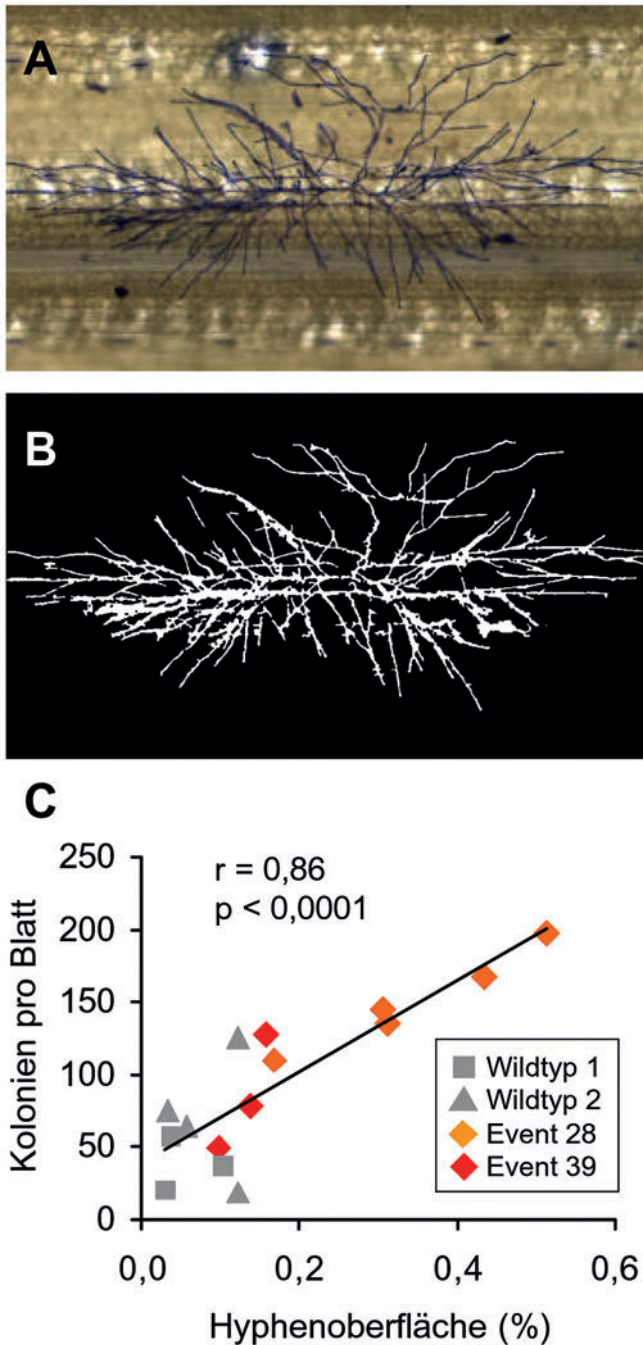 A
B
C
r = 0,86
p < 0,0001
Kolonien pro Blatt
250
200
150
100
50
0
Wildtyp 1
Wildtyp 2
Event 28
Event 39
0,0 0,2 0,4 0,6
Hyphenoberfläche (%)